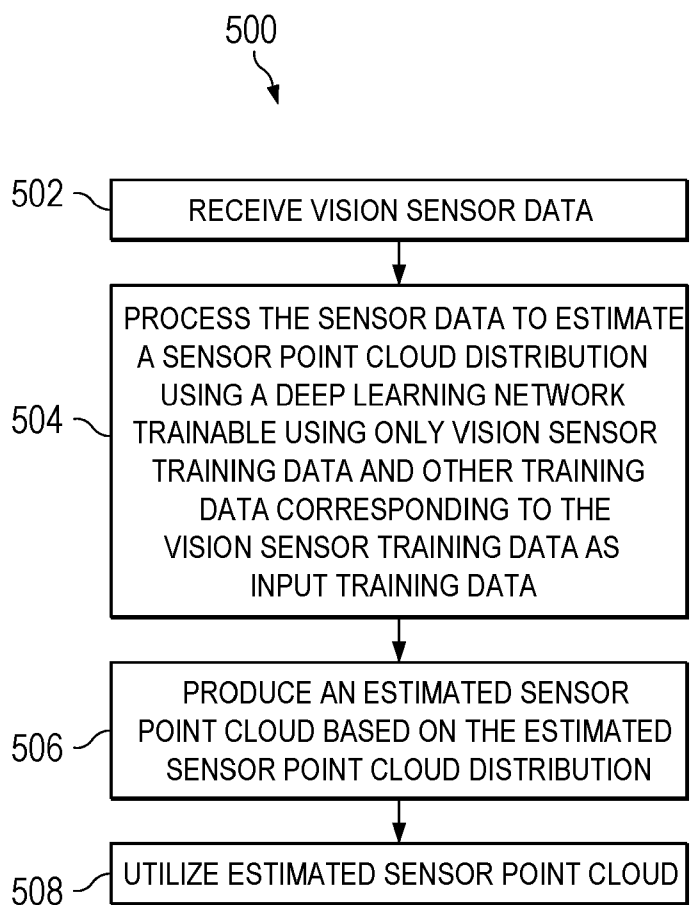 500
502
RECEIVE VISION SENSOR DATA
504
PROCESS THE SENSOR DATA TO ESTIMATE
A SENSOR POINT CLOUD DISTRIBUTION
USING A DEEP LEARNING NETWORK
TRAINABLE USING ONLY VISION SENSOR
TRAINING DATA AND OTHER TRAINING
DATA CORRESPONDING TO THE
VISION SENSOR TRAINING DATA AS
INPUT TRAINING DATA
506
PRODUCE AN ESTIMATED SENSOR
POINT CLOUD BASED ON THE ESTIMATED
SENSOR POINT CLOUD DISTRIBUTION
508
UTILIZE ESTIMATED SENSOR POINT CLOUD